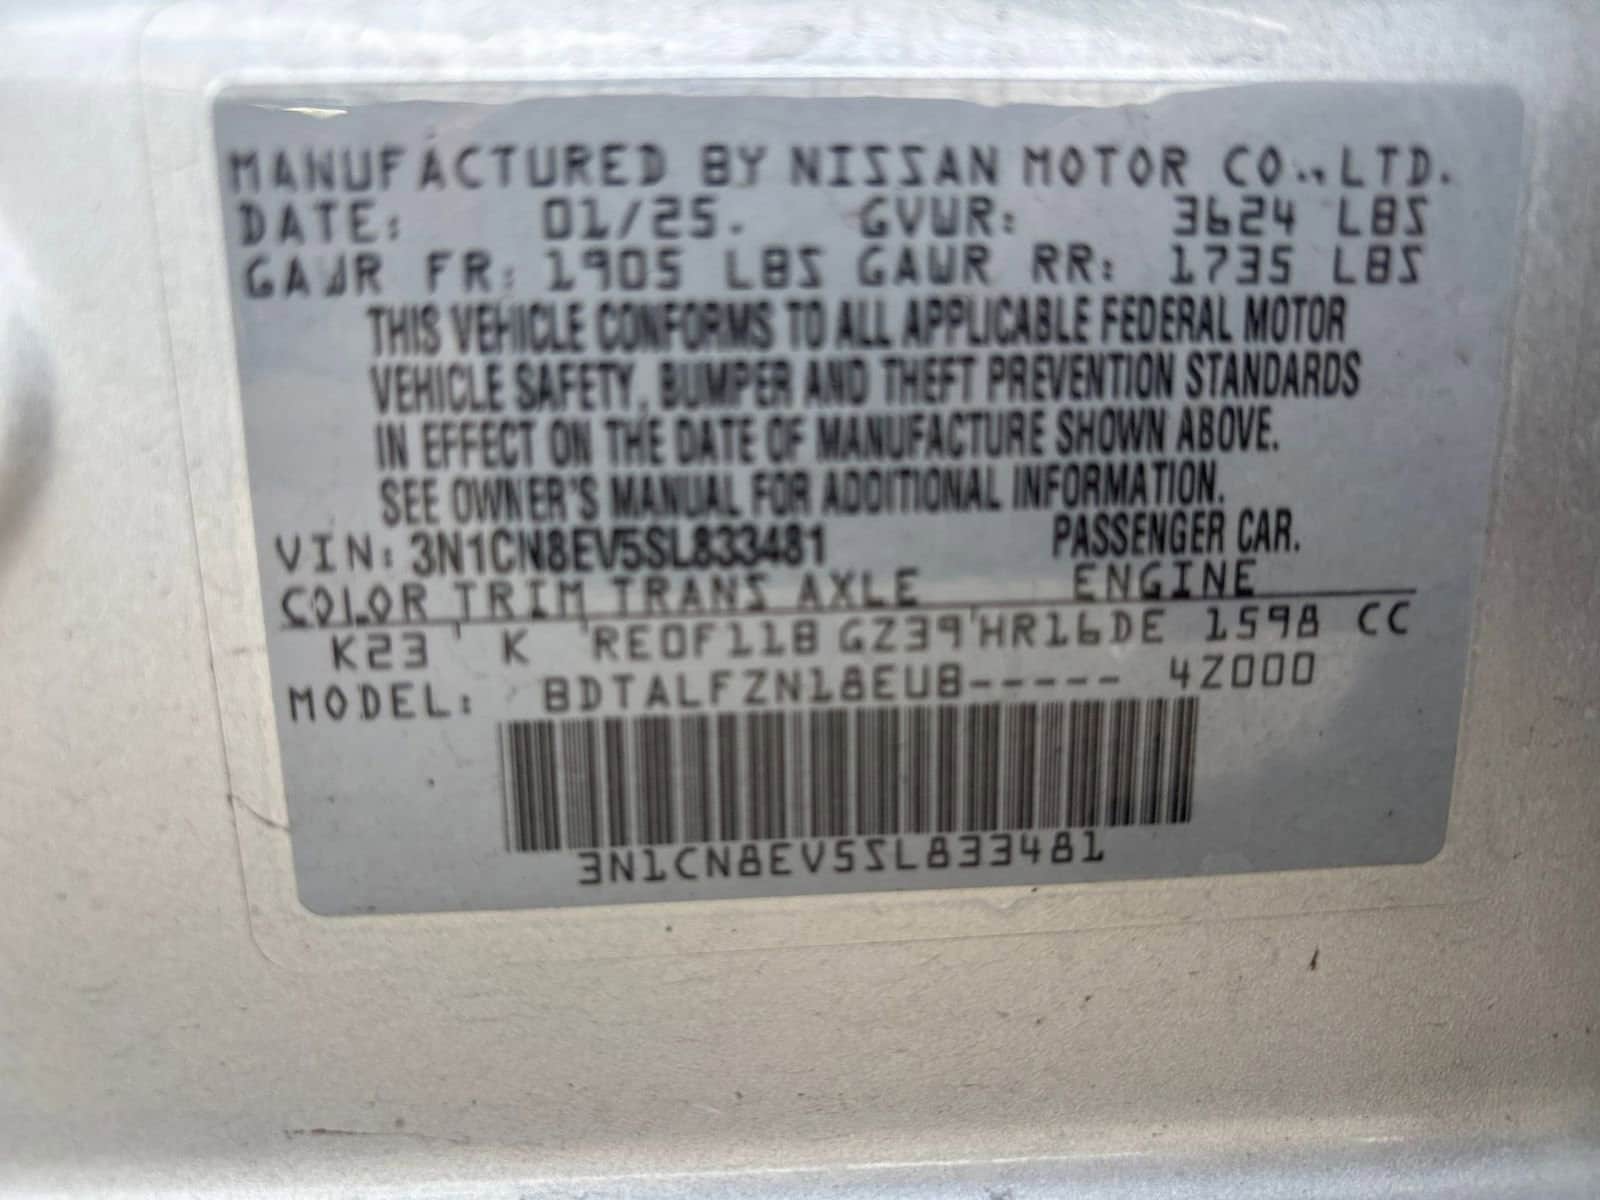 MANUFACTURED BY NISSAN MOTOR CO., LTD.
DATE: 01/25. GVWR: 3624 LBS
GAWR FR: 1905 LBS GAWR RR: 1735 LBS
THIS VEHICLE CONFORMS TO ALL APPLICABLE FEDERAL MOTOR
VEHICLE SAFETY, BUMPER AND THEFT PREVENTION STANDARDS
IN EFFECT ON THE DATE OF MANUFACTURE SHOWN ABOVE.
SEE OWNER'S MANUAL FOR ADDITIONAL INFORMATION.
VIN: 3N1CN8EV5SL833481 PASSENGER CAR.
COLOR TRIM TRANS AXLE ENGINE
K23 K RE0F11B GZ39 HR16DE 1598 CC
MODEL: BDTALFZN18EUB----- 4Z000
3N1CN8EV5SL833481